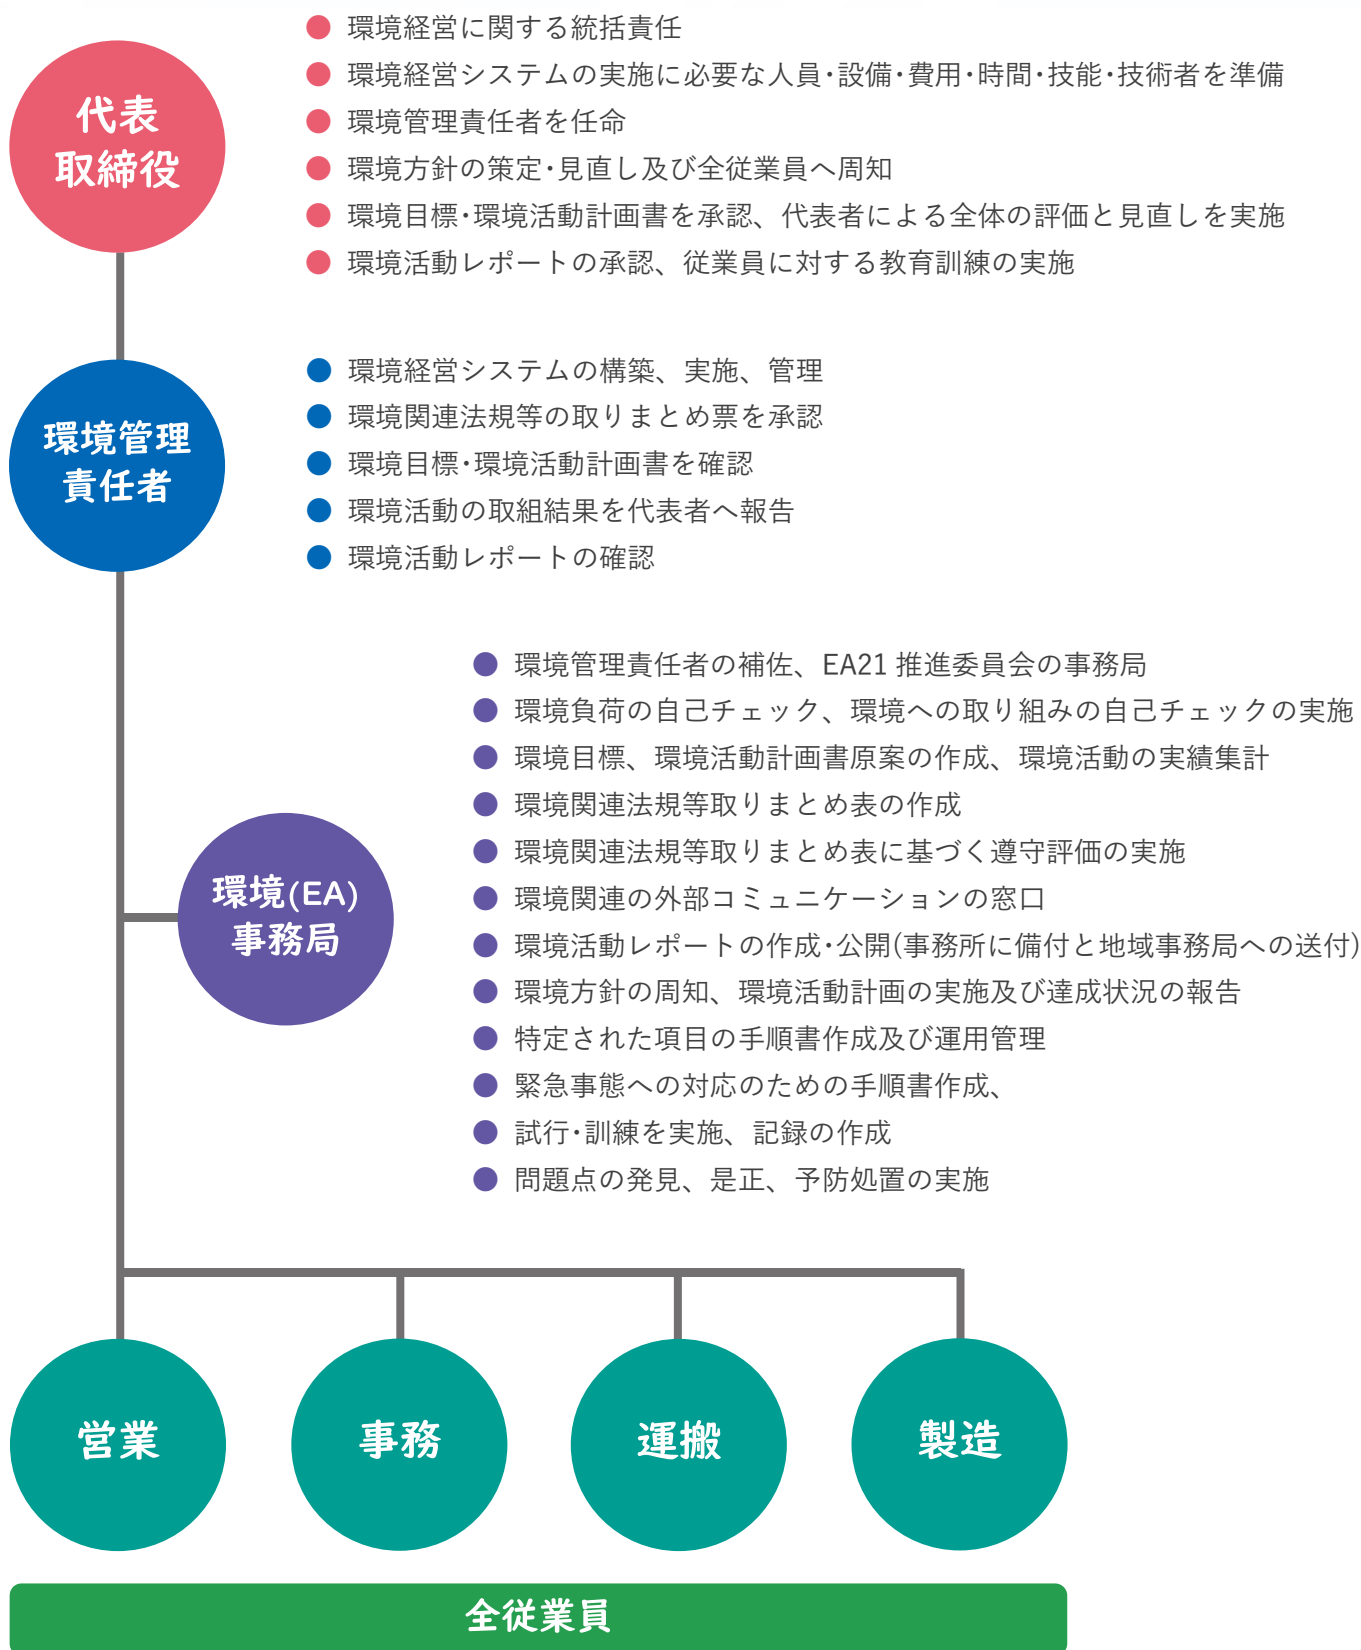 代表
取締役
● 環境経営に関する統括責任
● 環境経営システムの実施に必要な人員・設備・費用・時間・技能・技術者を準備
● 環境管理責任者を任命
● 環境方針の策定・見直し及び全従業員へ周知
● 環境目標・環境活動計画書を承認、代表者による全体の評価と見直しを実施
● 環境活動レポートの承認、従業員に対する教育訓練の実施
環境管理
責任者
● 環境経営システムの構築、実施、管理
● 環境関連法規等の取りまとめ票を承認
● 環境目標・環境活動計画書を確認
● 環境活動の取組結果を代表者へ報告
● 環境活動レポートの確認
環境(EA)
事務局
● 環境管理責任者の補佐、EA21 推進委員会の事務局
● 環境負荷の自己チェック、環境への取り組みの自己チェックの実施
● 環境目標、環境活動計画書原案の作成、環境活動の実績集計
● 環境関連法規等取りまとめ表の作成
● 環境関連法規等取りまとめ表に基づく遵守評価の実施
● 環境関連の外部コミュニケーションの窓口
● 環境活動レポートの作成・公開(事務所に備付と地域事務局への送付)
● 環境方針の周知、環境活動計画の実施及び達成状況の報告
● 特定された項目の手順書作成及び運用管理
● 緊急事態への対応のための手順書作成、
● 試行・訓練を実施、記録の作成
● 問題点の発見、是正、予防処置の実施
営業
事務
運搬
製造
全従業員